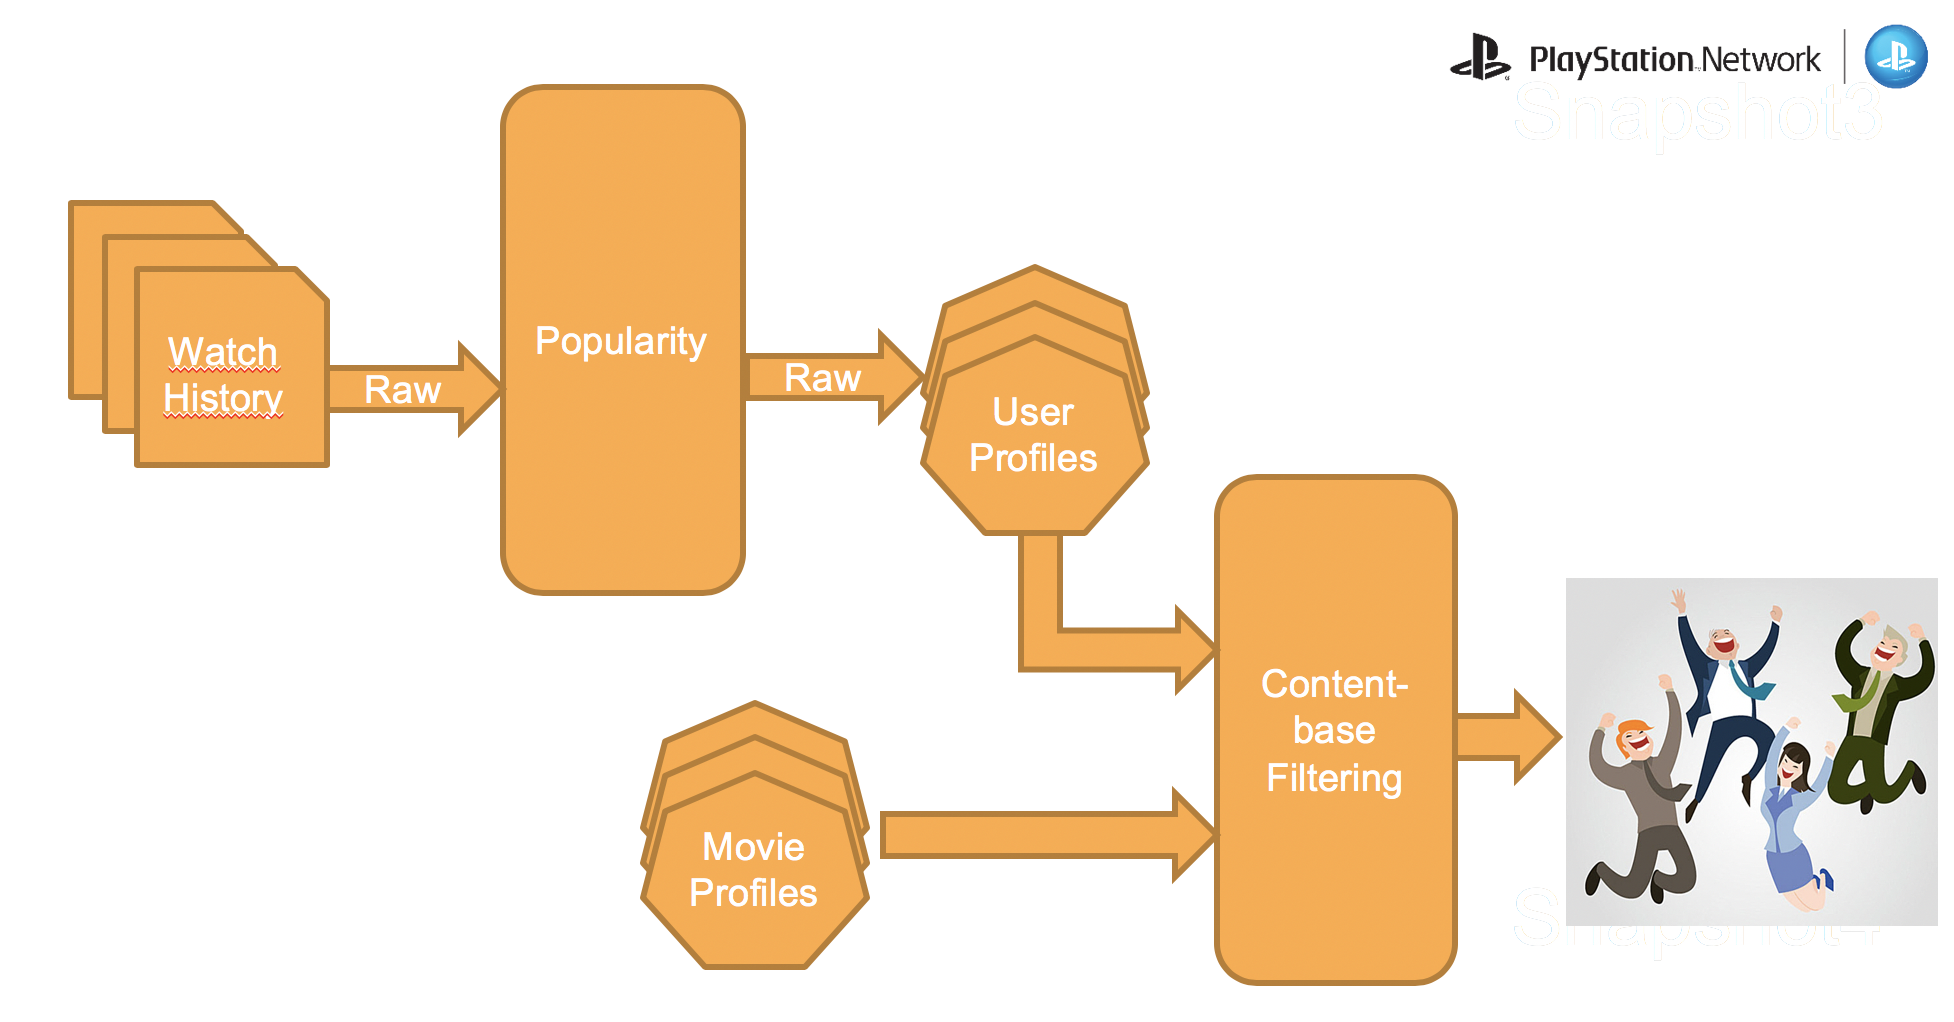 PlayStation Network
Snapshot3
Watch
History
Raw
Popularity
Raw
User
Profiles
Content-
base
Filtering
Movie
Profiles
Snapshot4